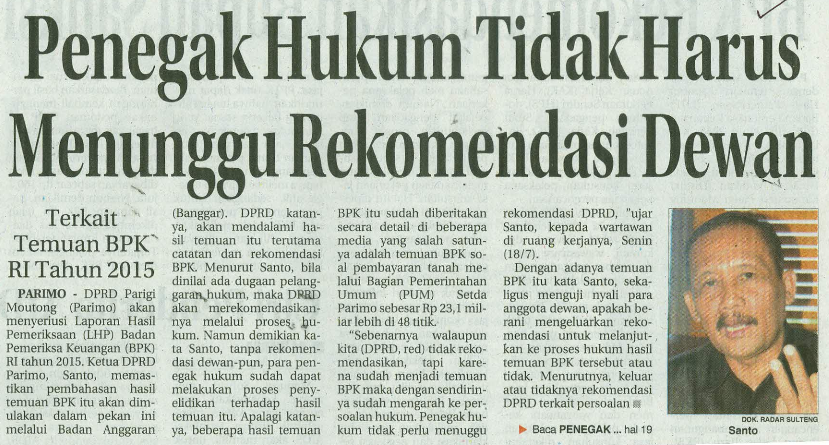 Penegak Hukum Tidak Harus
Menunggu Rekomendasi Dewan
Terkait
Temuan BPK
RI Tahun 2015
PARIMO - DPRD Parigi
Moutong (Parimo) akan
menyeriusi Laporan Hasil
Pemeriksaan (LHP) Badan
Pemeriksa Keuangan (BPK)
RI tahun 2015. Ketua DPRD
Parimo, Santo, memas-
tikan pembahasan hasil
temuan BPK itu akan dim-
ulakan dalam pekan ini
melalui Badan Anggaran
(Banggar). DPRD katan-
ya, akan mendalami ha-
sil temuan itu terutama
catatan dan rekomendasi
BPK. Menurut Santo, bila
dinilai ada dugaan pelang-
garan hukum, maka DPRD
akan merekomendasikan-
nya melalui proses hu-
kum. Namun demikian ka-
ta Santo, tanpa rekomen-
dasi dewan-pun, para pen-
egak hukum sudah dapat
melakukan proses peny-
elidikan terhadap hasil
temuan itu. Apalagi katan-
ya, beberapa hasil temuan
BPK itu sudah diberitakan
secara detail di beberapa
media yang salah satun-
ya adalah temuan BPK so-
al pembayaran tanah me-
lalui Bagian Pemerintahan
Umum (PUM) Setda
Parimo sebesar Rp 23,1 mil-
iar lebih di 48 titik.
"Sebenarnya walaupun
kita (DPRD, red) tidak reko-
mendasikan, tapi kare-
na sudah menjadi temuan
BPK maka dengan sendirin-
ya sudah mengarah ke per-
soalan hukum. Penegak hu-
kum tidak perlu menunggu
rekomendasi DPRD, "ujar
Santo, kepada wartawan
di ruang kerjanya, Senin
(18/7).
Dengan adanya temuan
BPK itu kata Santo, seka-
ligus menguji nyali para
anggota dewan, apakah be-
rani mengeluarkan reko-
mendasi untuk melanjut-
kan ke proses hukum hasil
temuan BPK tersebut atau
tidak. Menurutnya, keluar
atau tidaknya rekomendasi
DPRD terkait persoalan
Baca PENEGAK ... hal 19
DOK. RADAR SULTENG
Santo